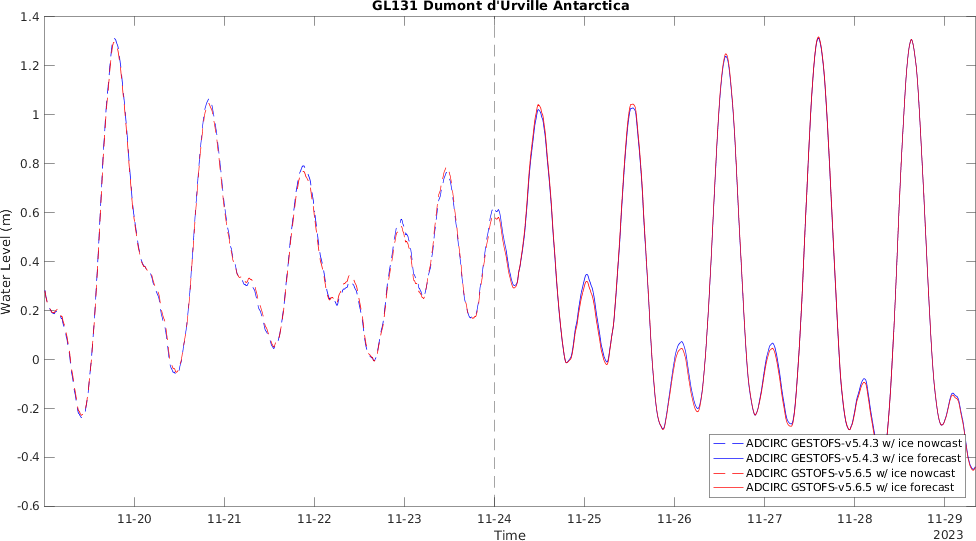 GL131 Dumont d'Urville Antarctica
1.4
1.2
1
0.8
0.6
0.4
0.2
0
-0.2
-0.4
-0.6
Water Level (m)
ADCIRC GESTOFS-v5.4.3 w/ ice nowcast
ADCIRC GESTOFS-v5.4.3 w/ ice forecast
ADCIRC GSTOFS-v5.6.5 w/ ice nowcast
ADCIRC GSTOFS-v5.6.5 w/ ice forecast
11-20 11-21 11-22 11-23 11-24 11-25 11-26 11-27 11-28 11-29
Time
2023